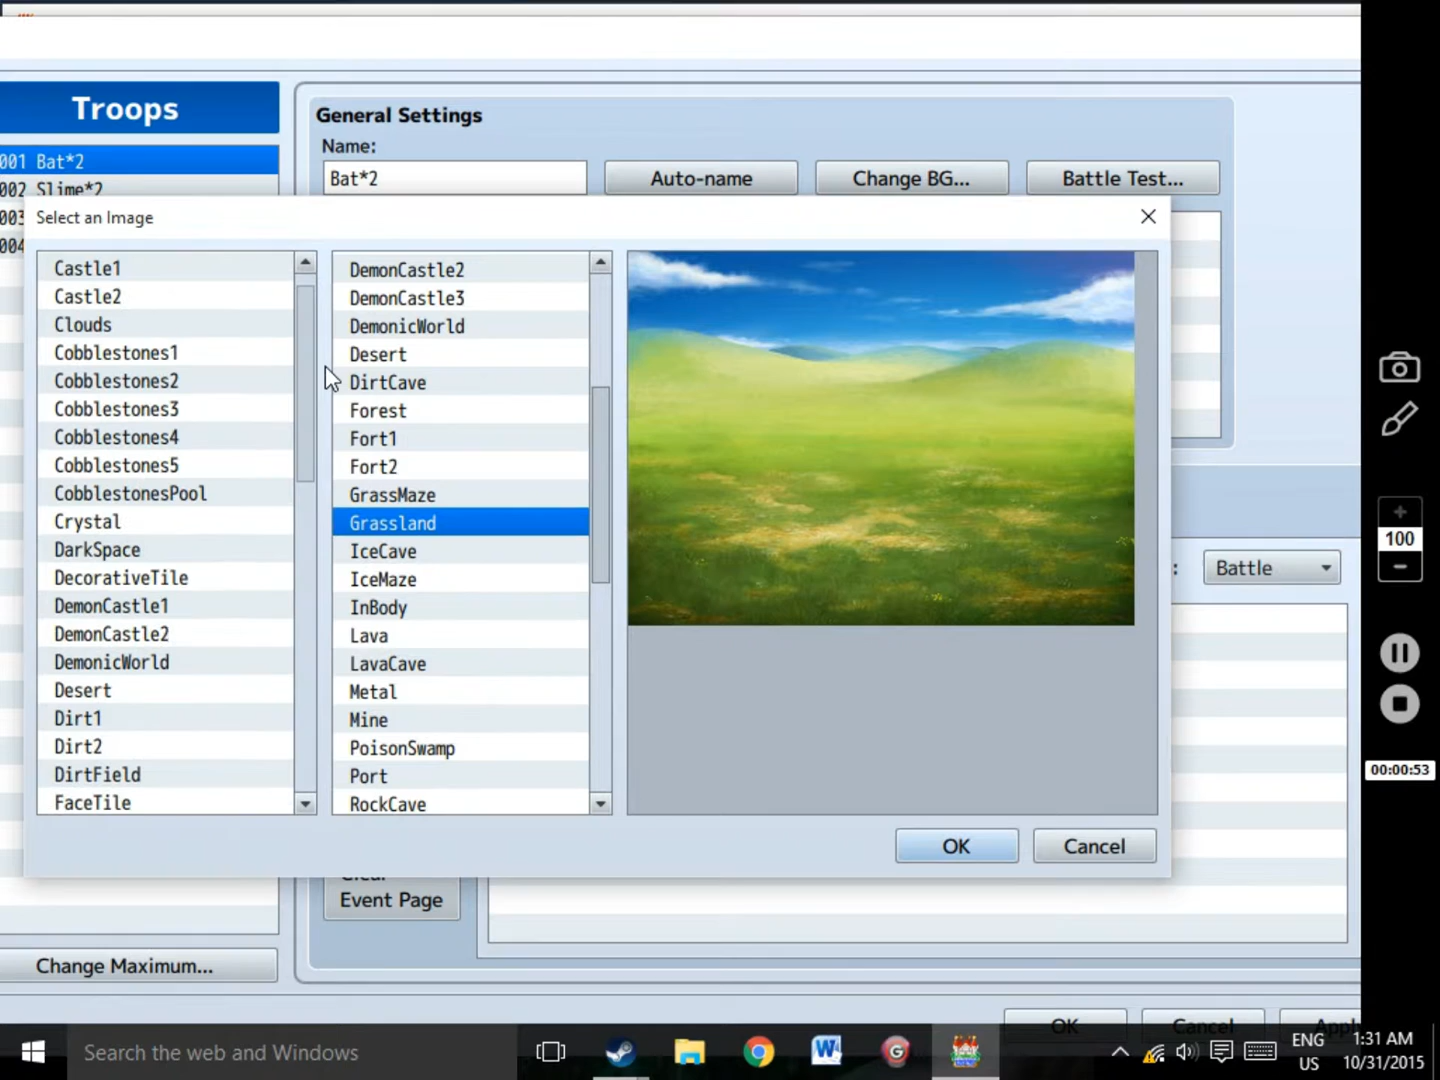 Troops
001 Bat*2
002 Slime*2
003
004
General Settings
Name:
Bat*2
Auto-name
Change BG...
Battle Test...
Select an Image
Castle1
Castle2
Clouds
Cobblestones1
Cobblestones2
Cobblestones3
Cobblestones4
Cobblestones5
CobblestonesPool
Crystal
DarkSpace
DecorativeTile
DemonCastle1
DemonCastle2
DemonicWorld
Desert
Dirt1
Dirt2
DirtField
FaceTile
DemonCastle2
DemonCastle3
DemonicWorld
Desert
DirtCave
Forest
Fort1
Fort2
GrassMaze
Grassland
IceCave
IceMaze
InBody
Lava
LavaCave
Metal
Mine
PoisonSwamp
Port
RockCave
OK
Cancel
: Battle
Clear
Event Page
Change Maximum...
OK
Cancel
Apply
+
100
-
00:00:53
Search the web and Windows
ENG
US
1:31 AM
10/31/2015